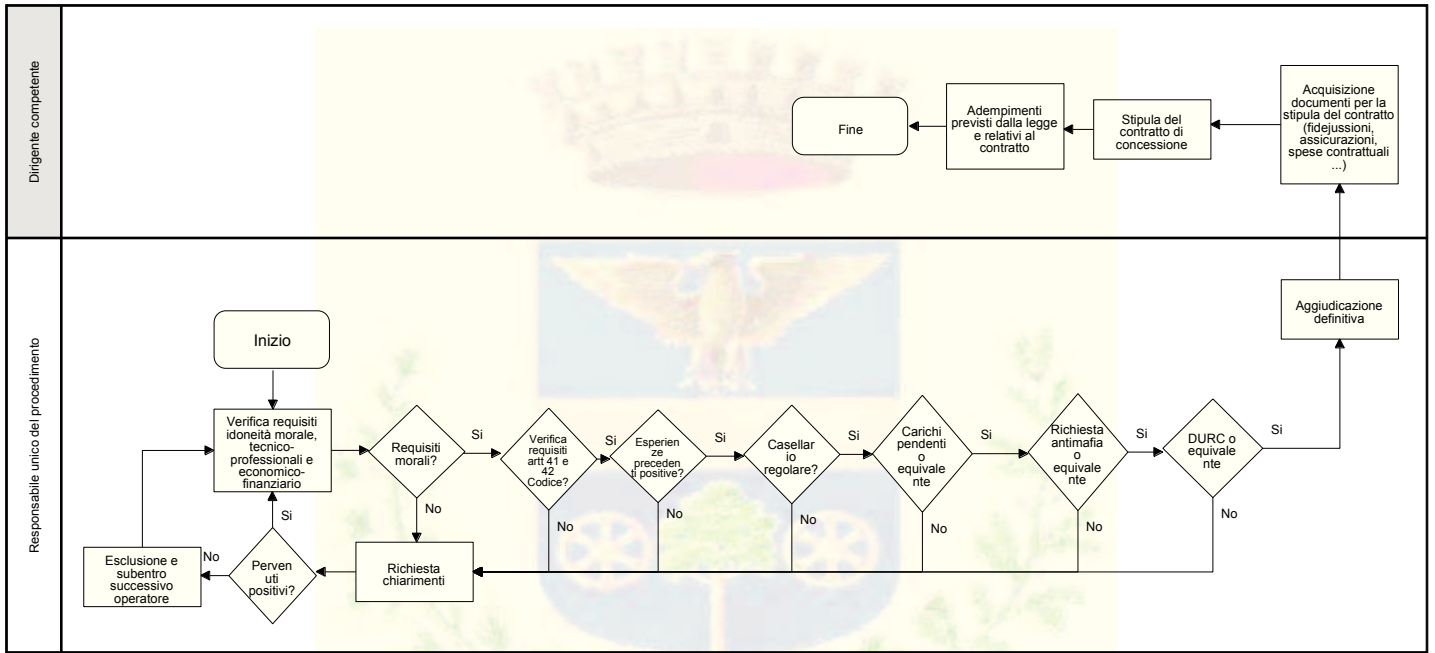 Dirigente competente
Fine
Adempimenti
previsti dalla legge
e relativi al
contratto
Stipula del
contratto di
concessione
Acquisizione
documenti per la
stipula del contratto
(fidejussioni,
assicurazioni,
spese contrattuali
...)
Responsabile unico del procedimento
Aggiudicazione
definitiva
Inizio
Verifica requisiti
idoneità morale,
tecnico-
professionali e
economico-
finanziario
Requisiti
morali?
Si
No
Verifica
requisiti
artt 41 e
42
Codice?
Si
No
Esperien
ze
preceden
ti positive?
Si
No
Casellar
io
regolare?
Si
No
Carichi
pendenti
o
equivale
nte
Si
No
Richiesta
antimafia
o
equivale
nte
Si
No
DURC o
equivale
nte
Si
No
Richiesta
chiarimenti
Perven
uti
positivi?
Si
No
Esclusione e
subentro
successivo
operatore